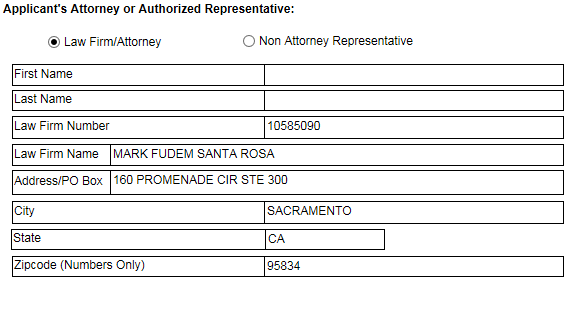 Applicant's Attorney or Authorized Representative:
Law Firm/Attorney Non Attorney Representative
First Name
Last Name
Law Firm Number 10585090
Law Firm Name MARK FUDEM SANTA ROSA
Address/PO Box 160 PROMENADE CIR STE 300
City SACRAMENTO
State CA
Zipcode (Numbers Only) 95834